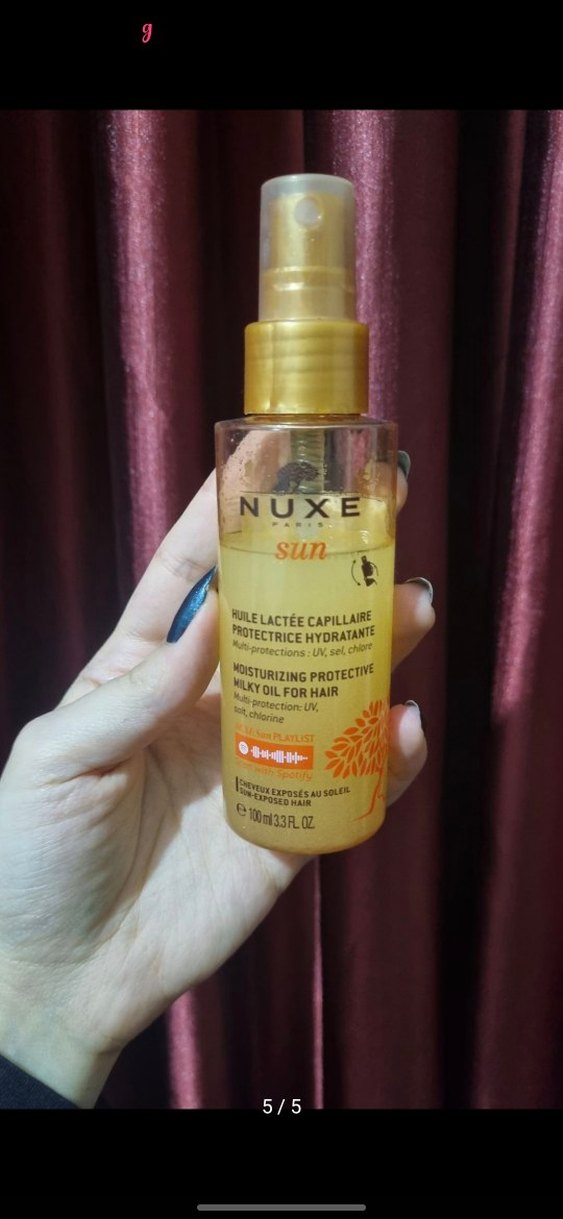 g
NUXE
PARIS
sun
HUILE LACTÉE CAPILLAIRE
PROTECTRICE HYDRATANTE
Multi-protections : UV, sel, chlore
MOISTURIZING PROTECTIVE
MILKY OIL FOR HAIR
Multi-protection: UV,
salt, chlorine
Sun PLAYLIST
with Spotify
CHEVEUX EXPOSÉS AU SOLEIL
SUN-EXPOSED HAIR
e 100 ml 3.3 FL. OZ.
5 / 5